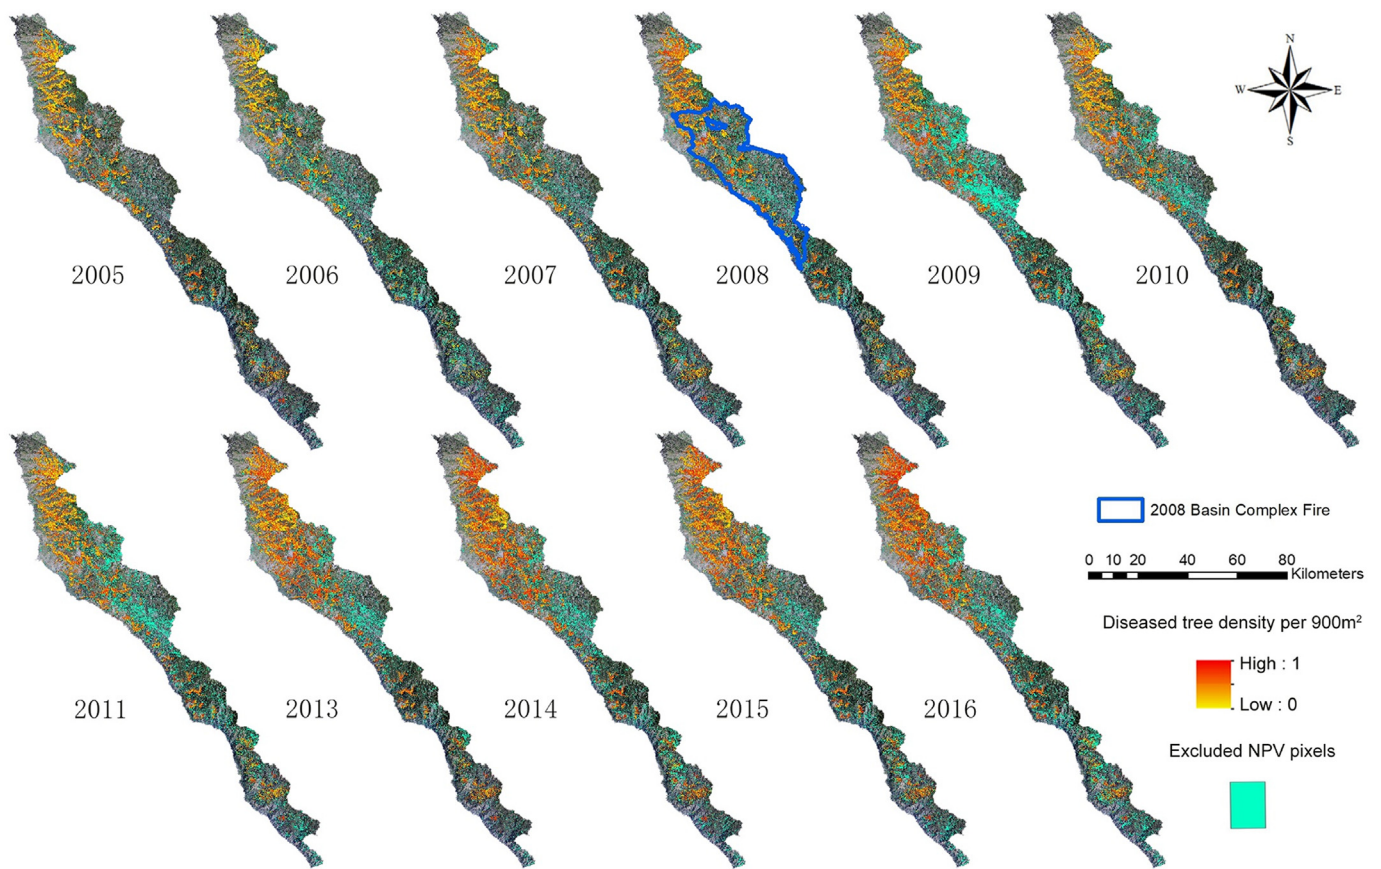 N
W E
S
2005 2006 2007 2008 2009 2010
2008 Basin Complex Fire
0 10 20 40 60 80
Kilometers
Diseased tree density per 900m²
High : 1
Low : 0
2011 2013 2014 2015 2016
Excluded NPV pixels